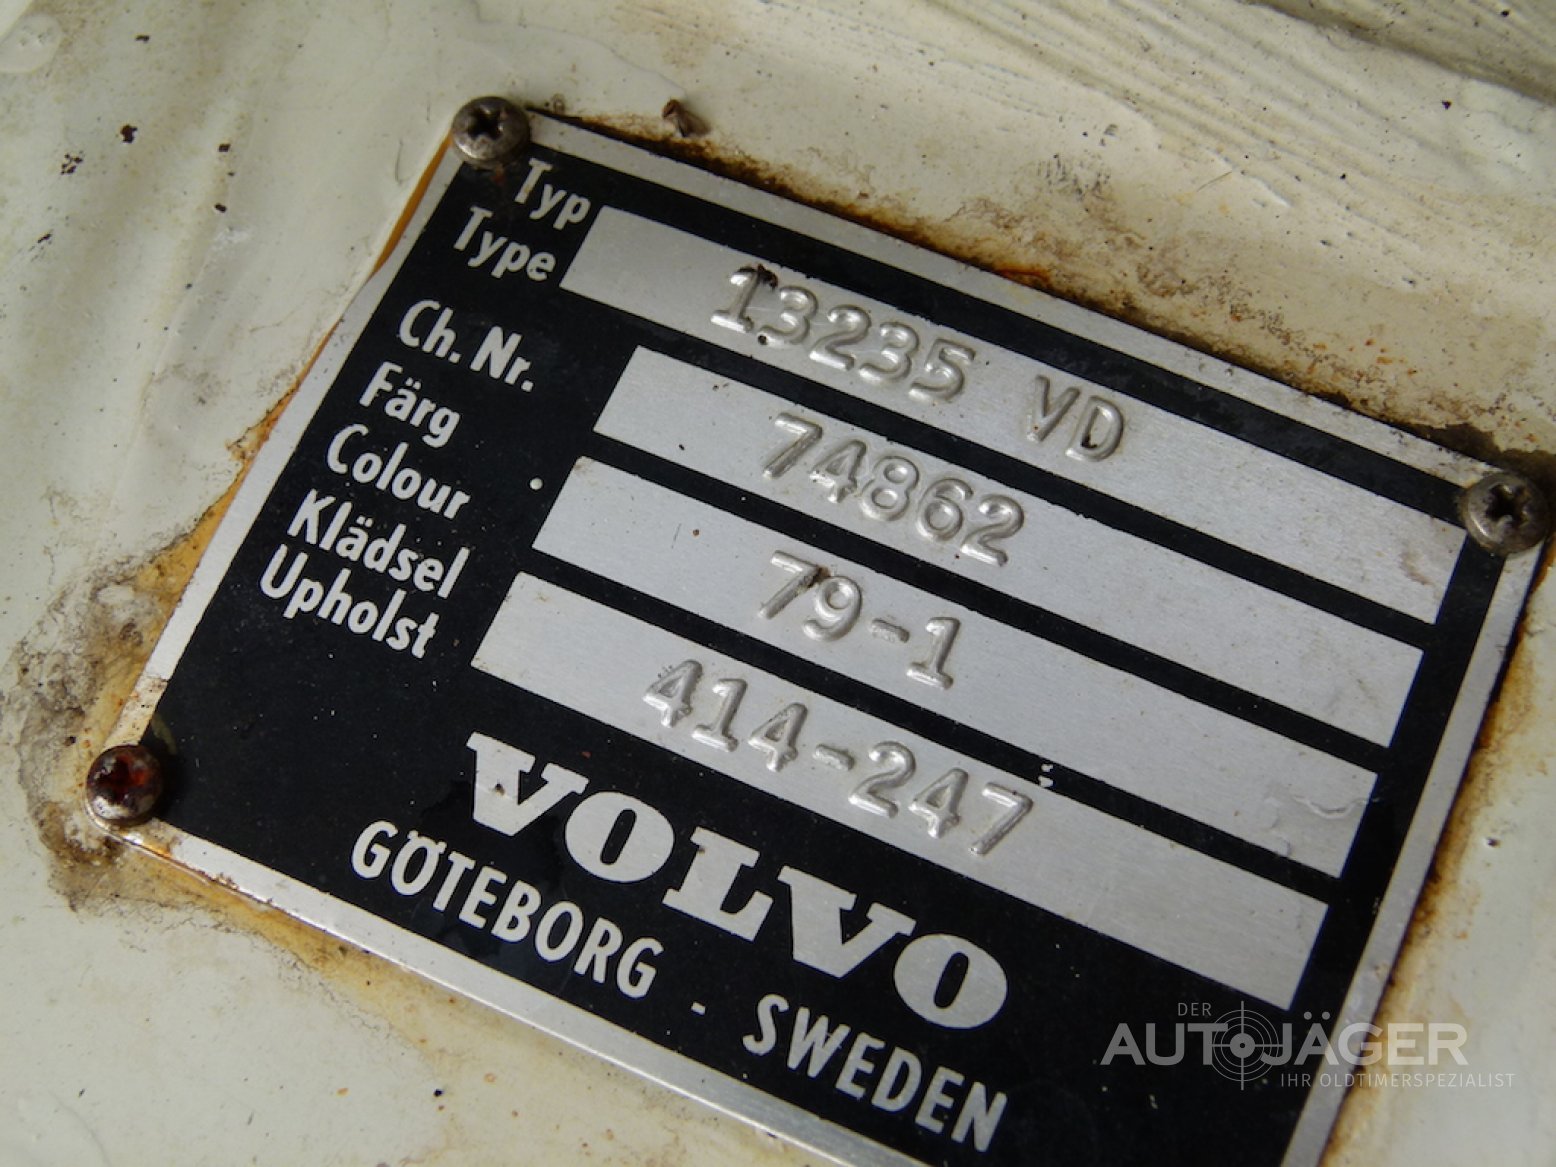 Typ
Type 13235 VD
Ch. Nr. 74862
Färg
Colour 79-1
Klädsel
Upholst 414-247
VOLVO
GÖTEBORG - SWEDEN
DER
AUTOJÄGER
IHR OLDTIMERSPEZIALIST